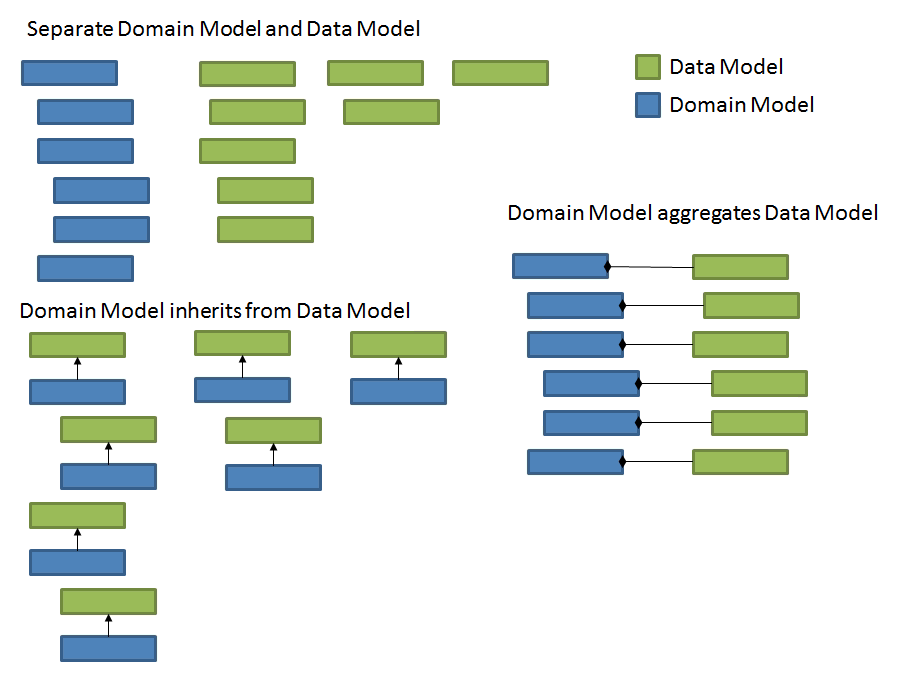 Separate Domain Model and Data Model
Data Model
Domain Model
Domain Model aggregates Data Model
Domain Model inherits from Data Model